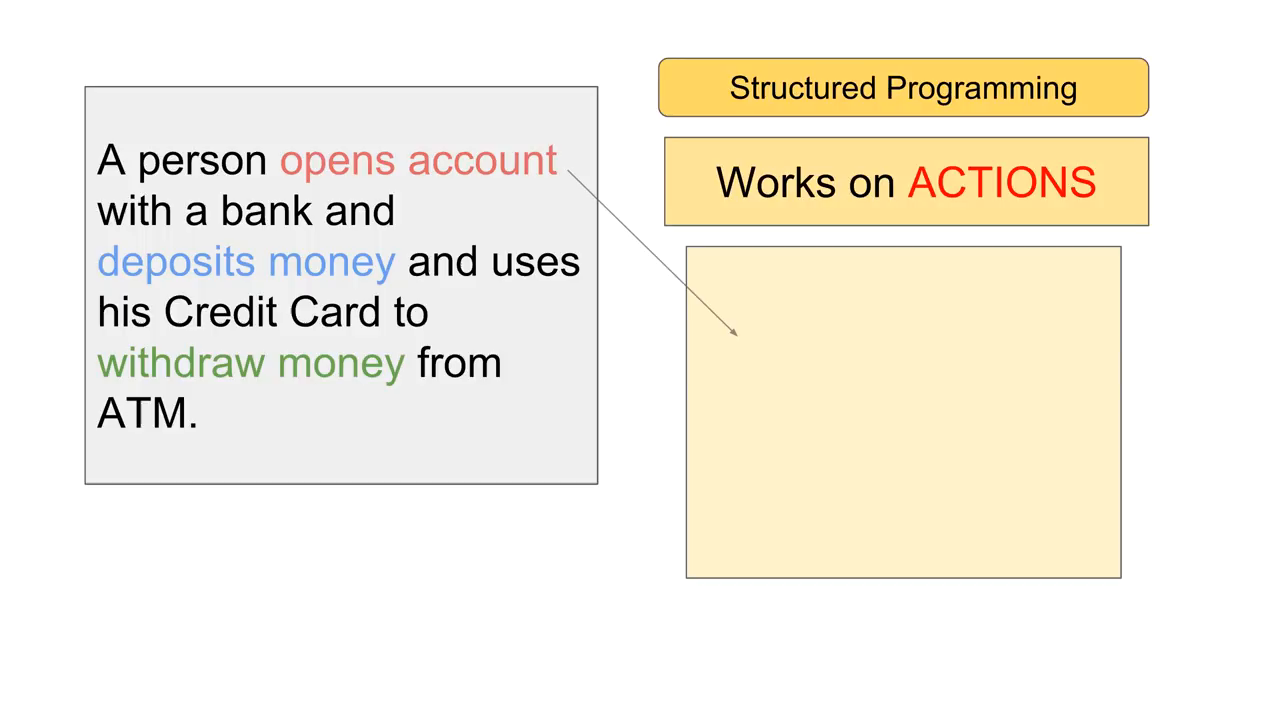 A person opens account
with a bank and
deposits money and uses
his Credit Card to
withdraw money from
ATM.
Structured Programming
Works on ACTIONS